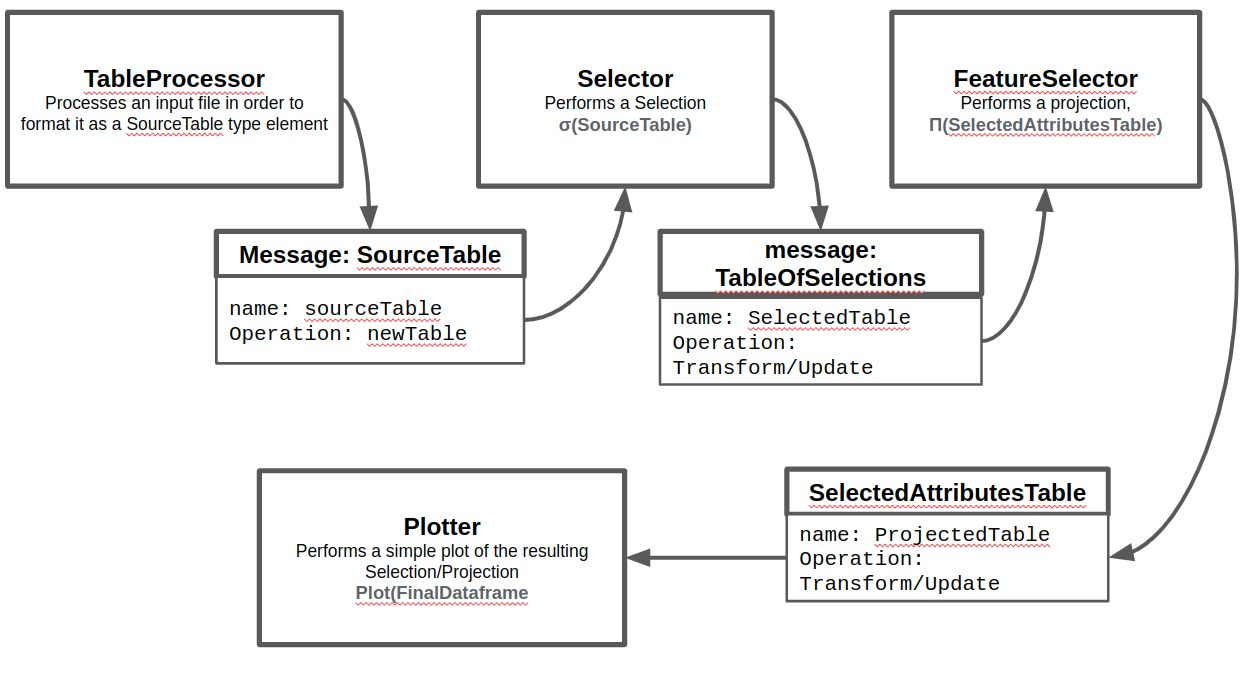 TableProcessor
Processes an input file in order to
format it as a SourceTable type element
Selector
Performs a Selection
σ(SourceTable)
FeatureSelector
Performs a projection,
Π(SelectedAttributesTable)
Message: SourceTable
name: sourceTable
Operation: newTable
message:
TableOfSelections
name: SelectedTable
Operation:
Transform/Update
Plotter
Performs a simple plot of the resulting
Selection/Projection
Plot(FinalDataframe
SelectedAttributesTable
name: ProjectedTable
Operation:
Transform/Update